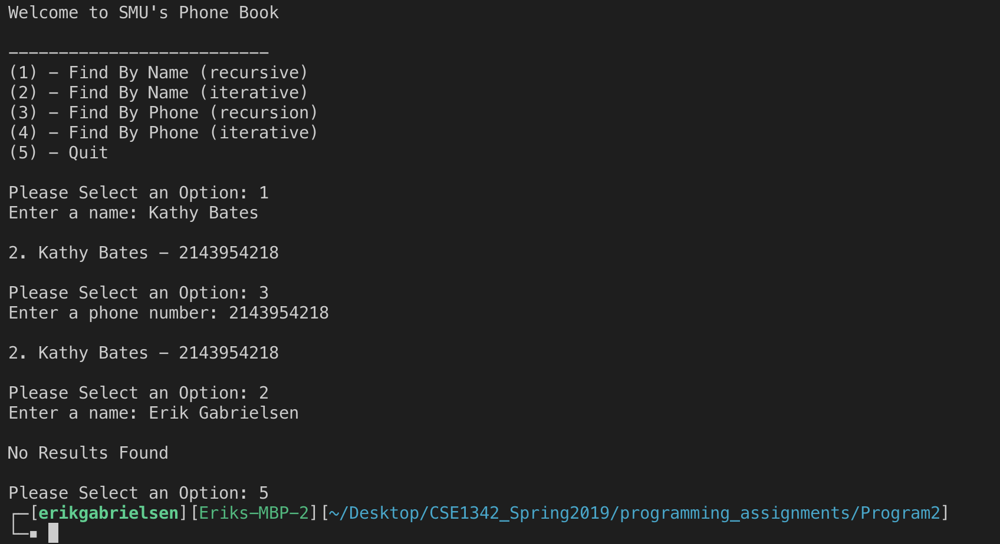 Welcome to SMU's Phone Book
--------------------------
(1) - Find By Name (recursive)
(2) - Find By Name (iterative)
(3) - Find By Phone (recursion)
(4) - Find By Phone (iterative)
(5) - Quit
Please Select an Option: 1
Enter a name: Kathy Bates
2. Kathy Bates - 2143954218
Please Select an Option: 3
Enter a phone number: 2143954218
2. Kathy Bates - 2143954218
Please Select an Option: 2
Enter a name: Erik Gabrielsen
No Results Found
Please Select an Option: 5
┌─[erikgabrielsen][Eriks-MBP-2][~/Desktop/CSE1342_Spring2019/programming_assignments/Program2]
└─▪